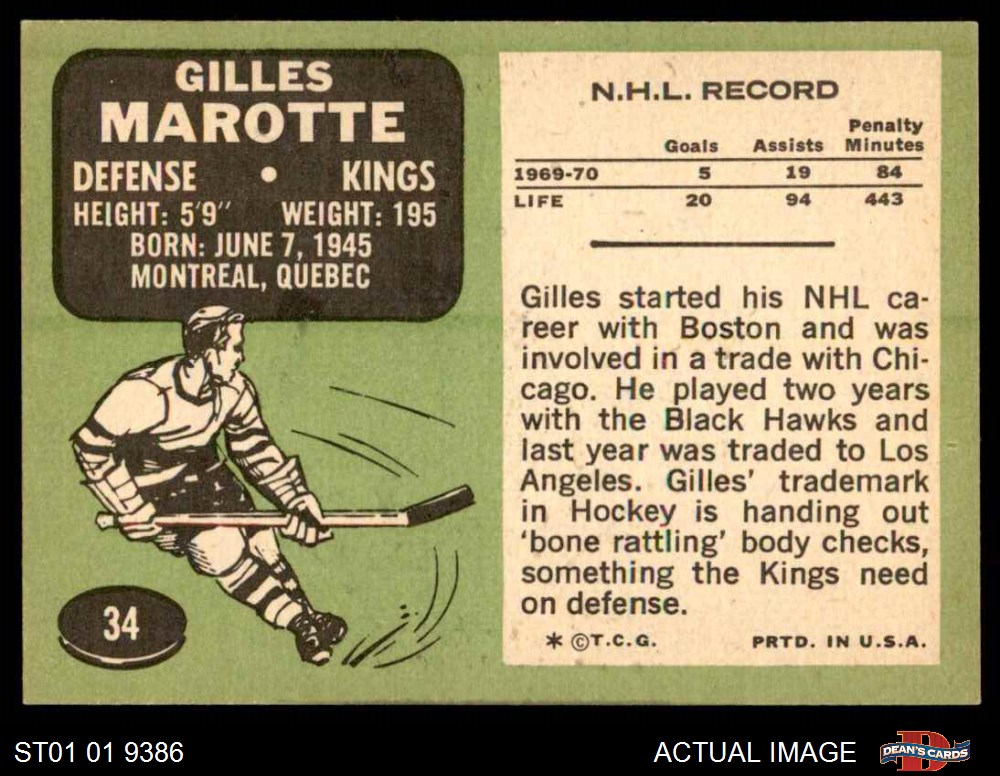 GILLES
MAROTTE
DEFENSE • KINGS
HEIGHT: 5'9" WEIGHT: 195
BORN: JUNE 7, 1945
MONTREAL, QUEBEC
34
N.H.L. RECORD
Goals Assists Penalty Minutes
1969-70 5 19 84
LIFE 20 94 443
Gilles started his NHL ca-
reer with Boston and was
involved in a trade with Chi-
cago. He played two years
with the Black Hawks and
last year was traded to Los
Angeles. Gilles' trademark
in Hockey is handing out
'bone rattling' body checks,
something the Kings need
on defense.
* ©T.C.G. PRTD. IN U.S.A.
ST01 01 9386
ACTUAL IMAGE
D
DEAN'S CARDS